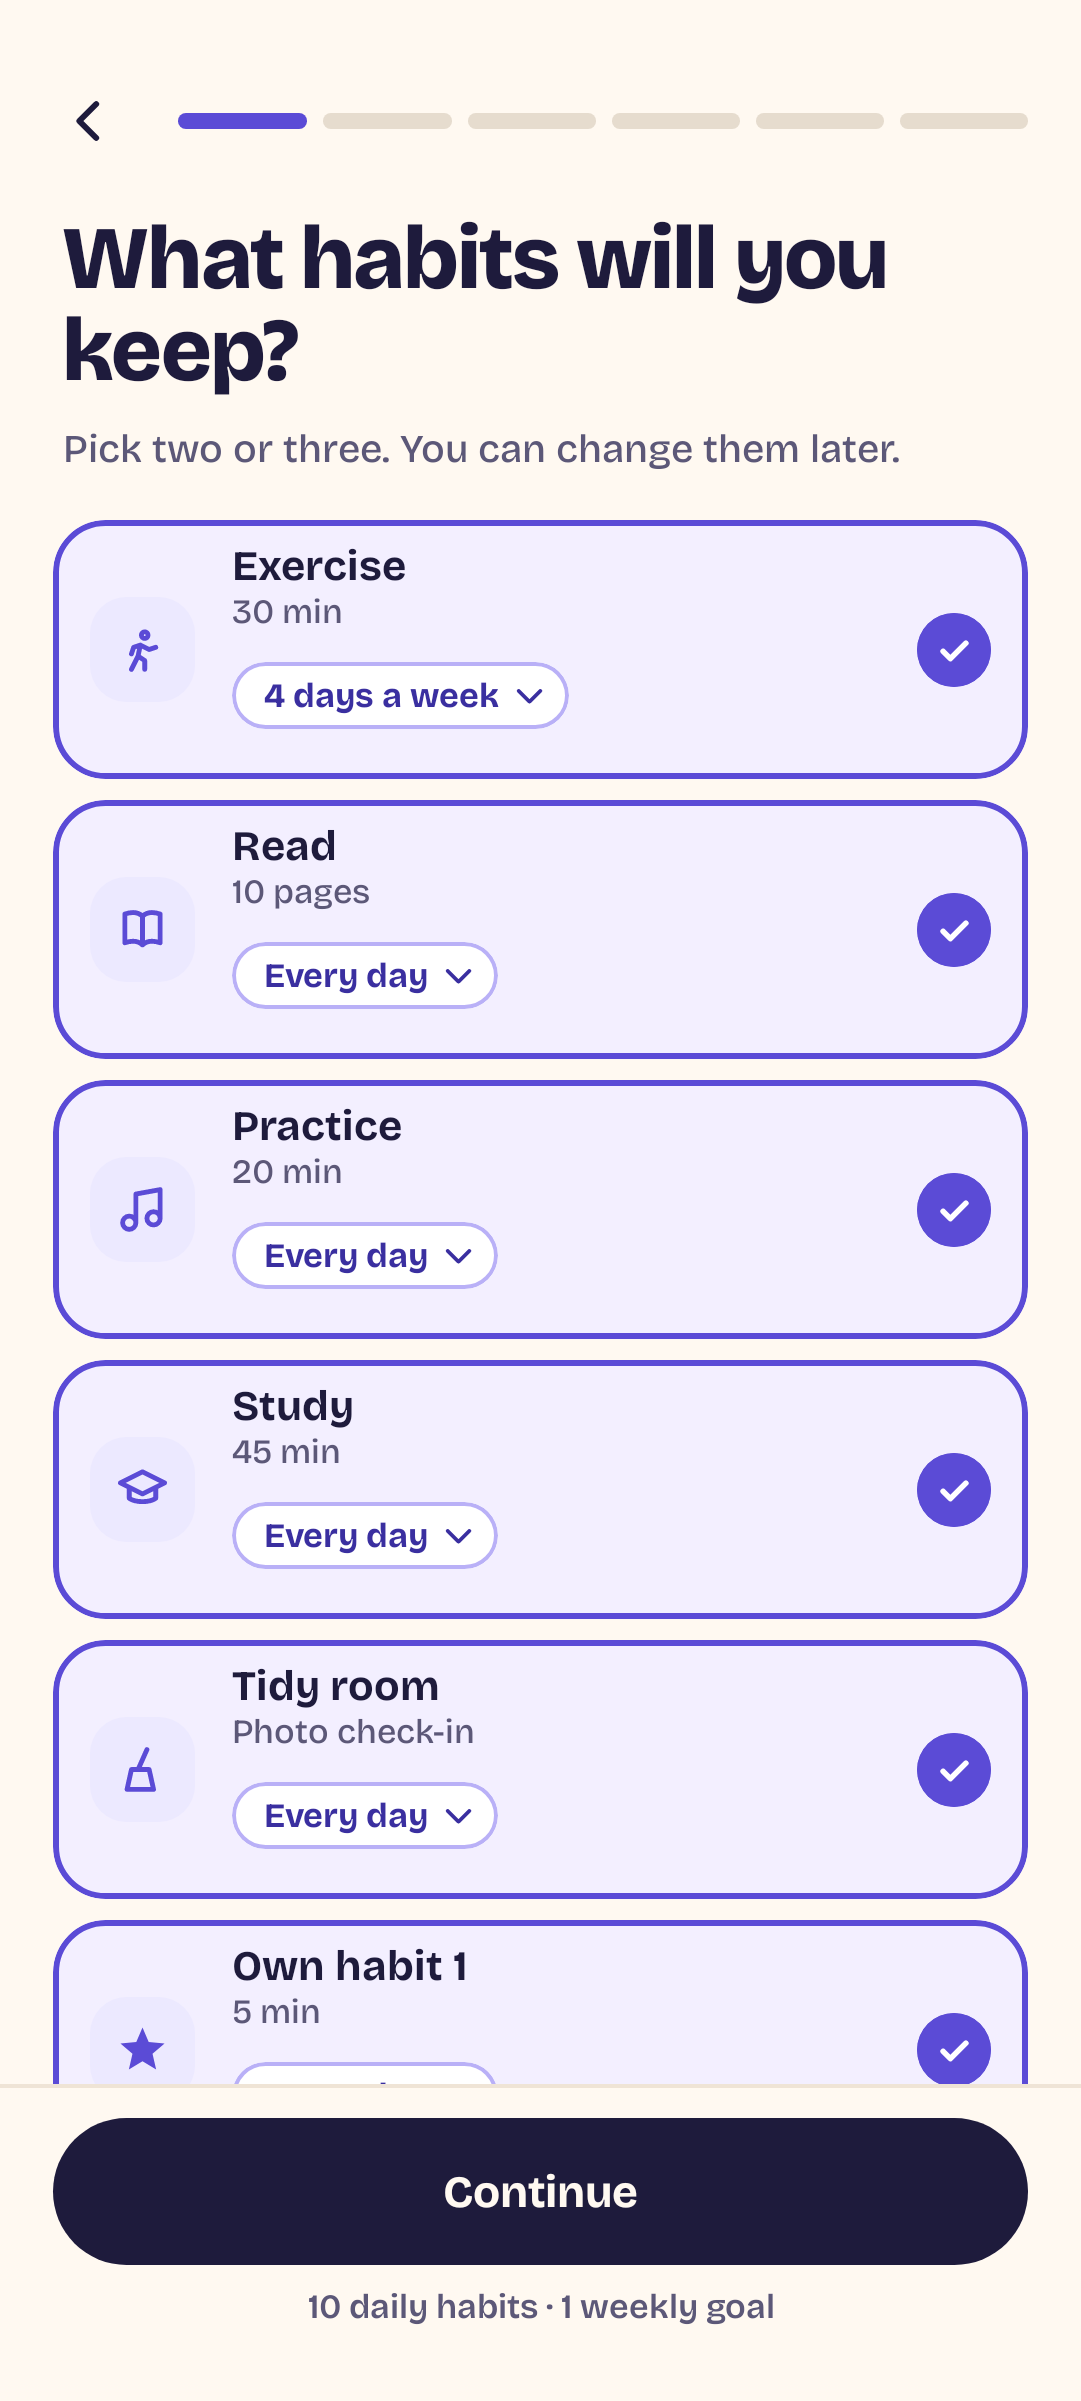 What habits will you
keep?
Pick two or three. You can change them later.
Exercise
30 min
4 days a week
Read
10 pages
Every day
Practice
20 min
Every day
Study
45 min
Every day
Tidy room
Photo check-in
Every day
Own habit 1
5 min
Continue
10 daily habits · 1 weekly goal